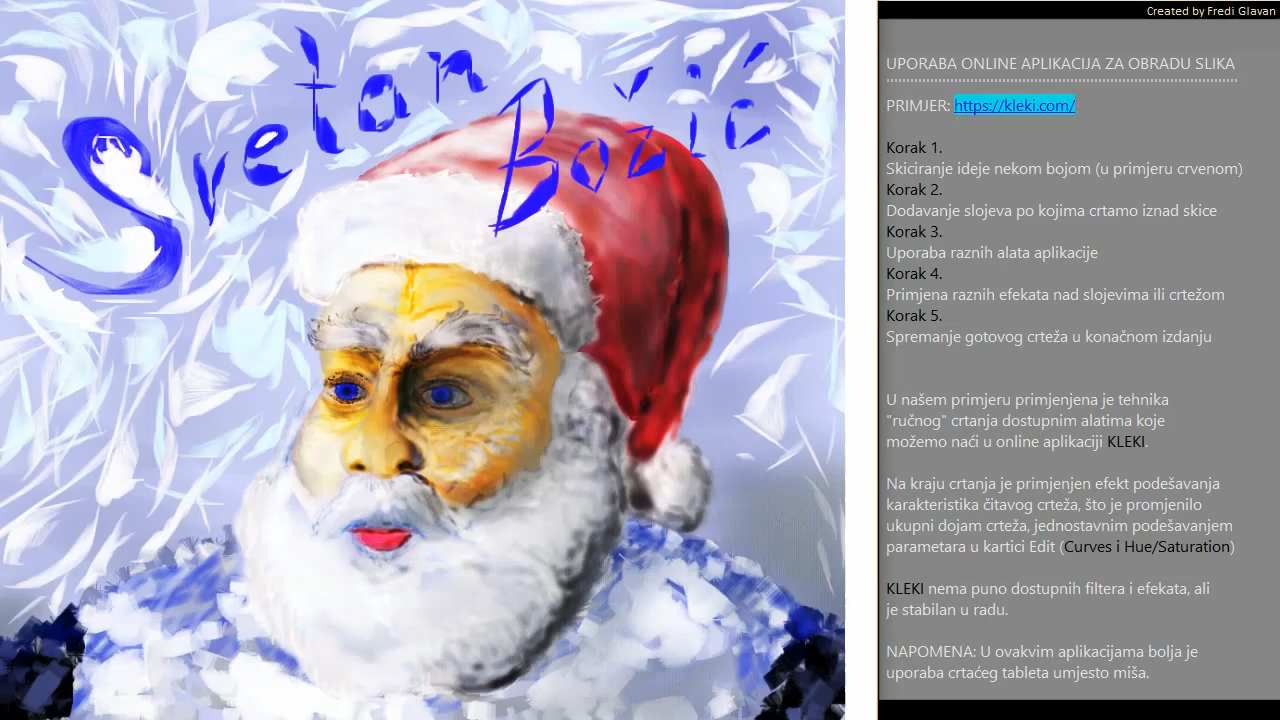 Sretan
Božić
Created by Fredi Glavan
UPORABA ONLINE APLIKACIJA ZA OBRADU SLIKA
PRIMJER: https://kleki.com/
Korak 1.
Skiciranje ideje nekom bojom (u primjeru crvenom)
Korak 2.
Dodavanje slojeva po kojima crtamo iznad skice
Korak 3.
Uporaba raznih alata aplikacije
Korak 4.
Primjena raznih efekata nad slojevima ili crtežom
Korak 5.
Spremanje gotovog crteža u konačnom izdanju
U našem primjeru primjenjena je tehnika
"ručnog" crtanja dostupnim alatima koje
možemo naći u online aplikaciji KLEKI.
Na kraju crtanja je primjenjen efekt podešavanja
karakteristika čitavog crteža, što je promjenilo
ukupni dojam crteža, jednostavnim podešavanjem
parametara u kartici Edit (Curves i Hue/Saturation)
KLEKI nema puno dostupnih filtera i efekata, ali
je stabilan u radu.
NAPOMENA: U ovakvim aplikacijama bolja je
uporaba crtaćeg tableta umjesto miša.